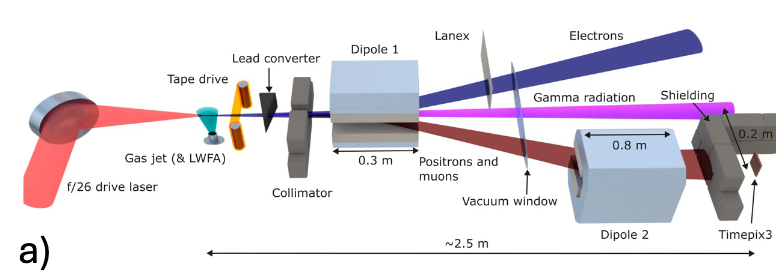 Lanex
Electrons
Dipole 1
Lead converter
Tape drive
Gamma radiation
Shielding
0.2 m
0.8 m
0.3 m
Gas jet (& LWFA)
Positrons and
muons
f/26 drive laser
Collimator
Vacuum window
Dipole 2
Timepix3
~2.5 m
a)